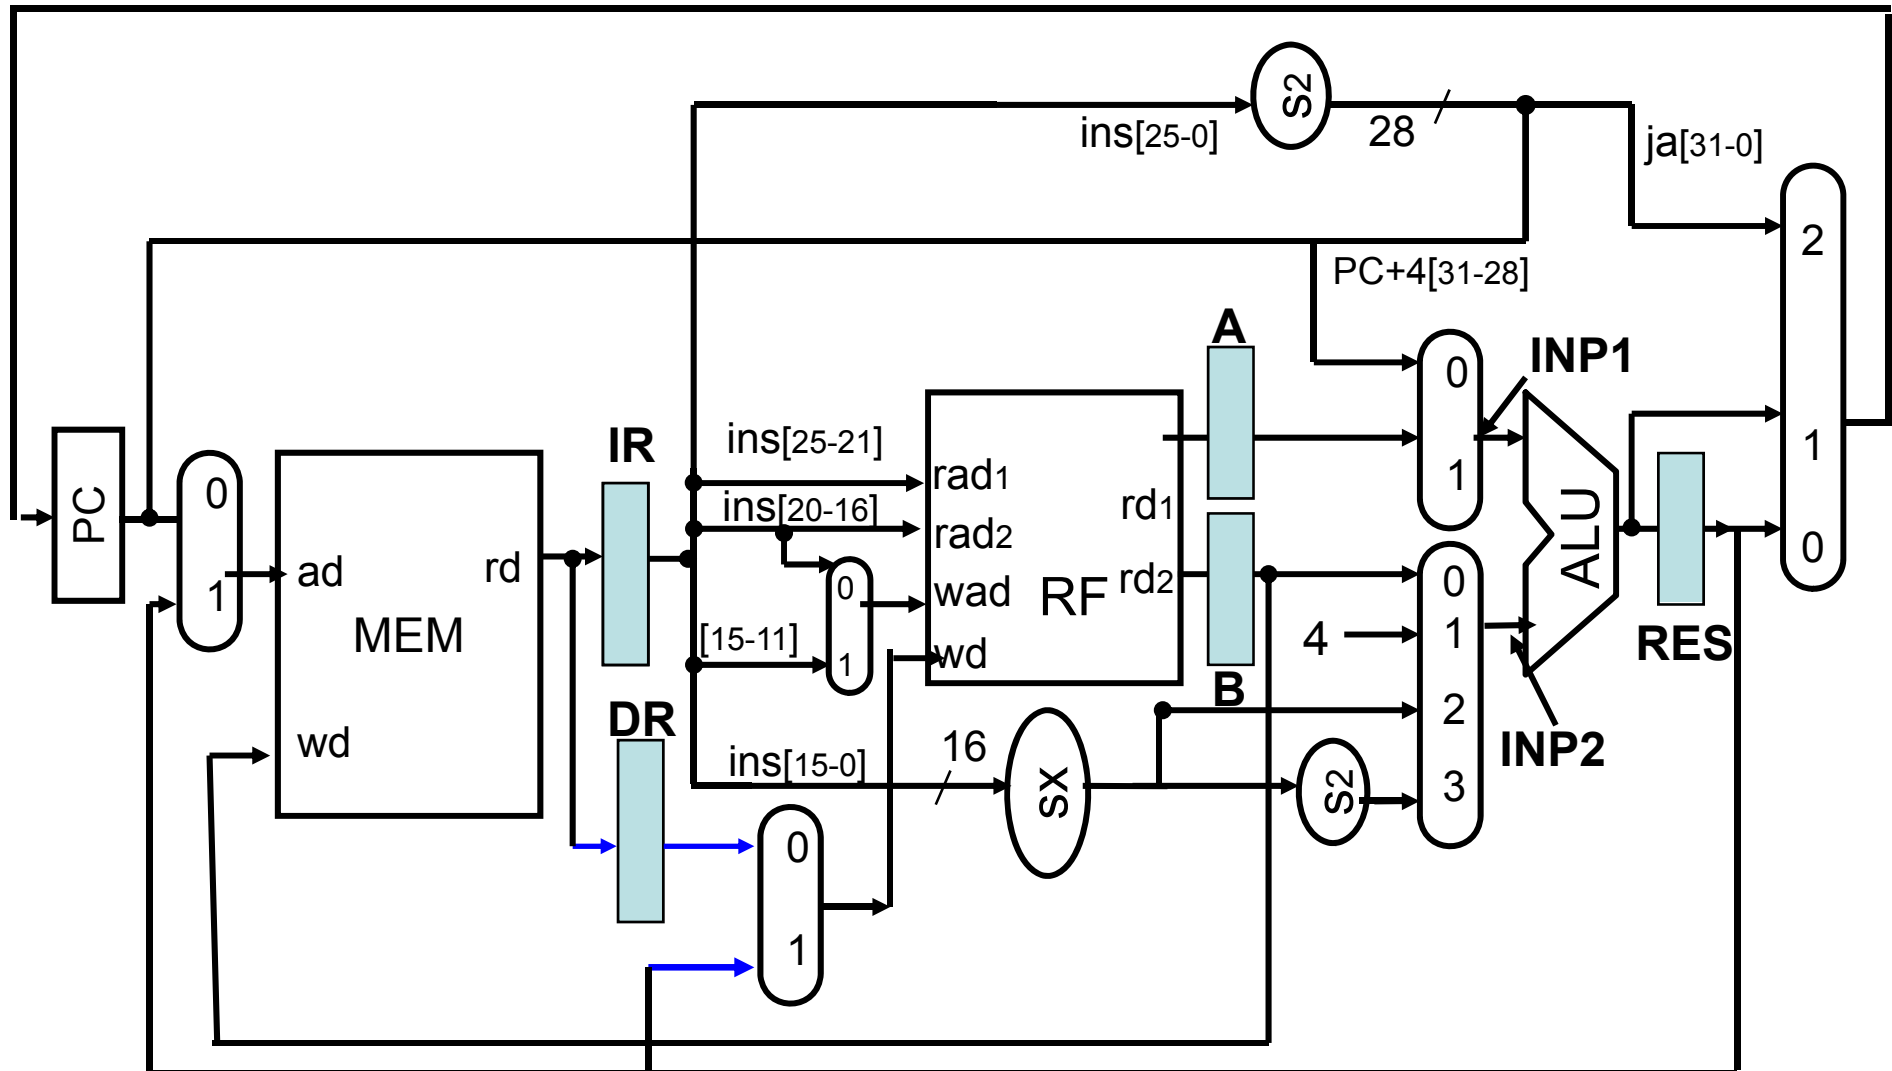 s2
ins[25-0]
28
ja[31-0]
2
1
0
PC+4[31-28]
A
INP1
0
1
IR
ins[25-21]
rad1
ins[20-16]
rad2
rd1
rd2
wad
RF
wd
PC
0
1
ad
rd
MEM
wd
0
1
[15-11]
B
0
4
1
2
3
ALU
RES
INP2
DR
ins[15-0]
16
sx
s2
0
1